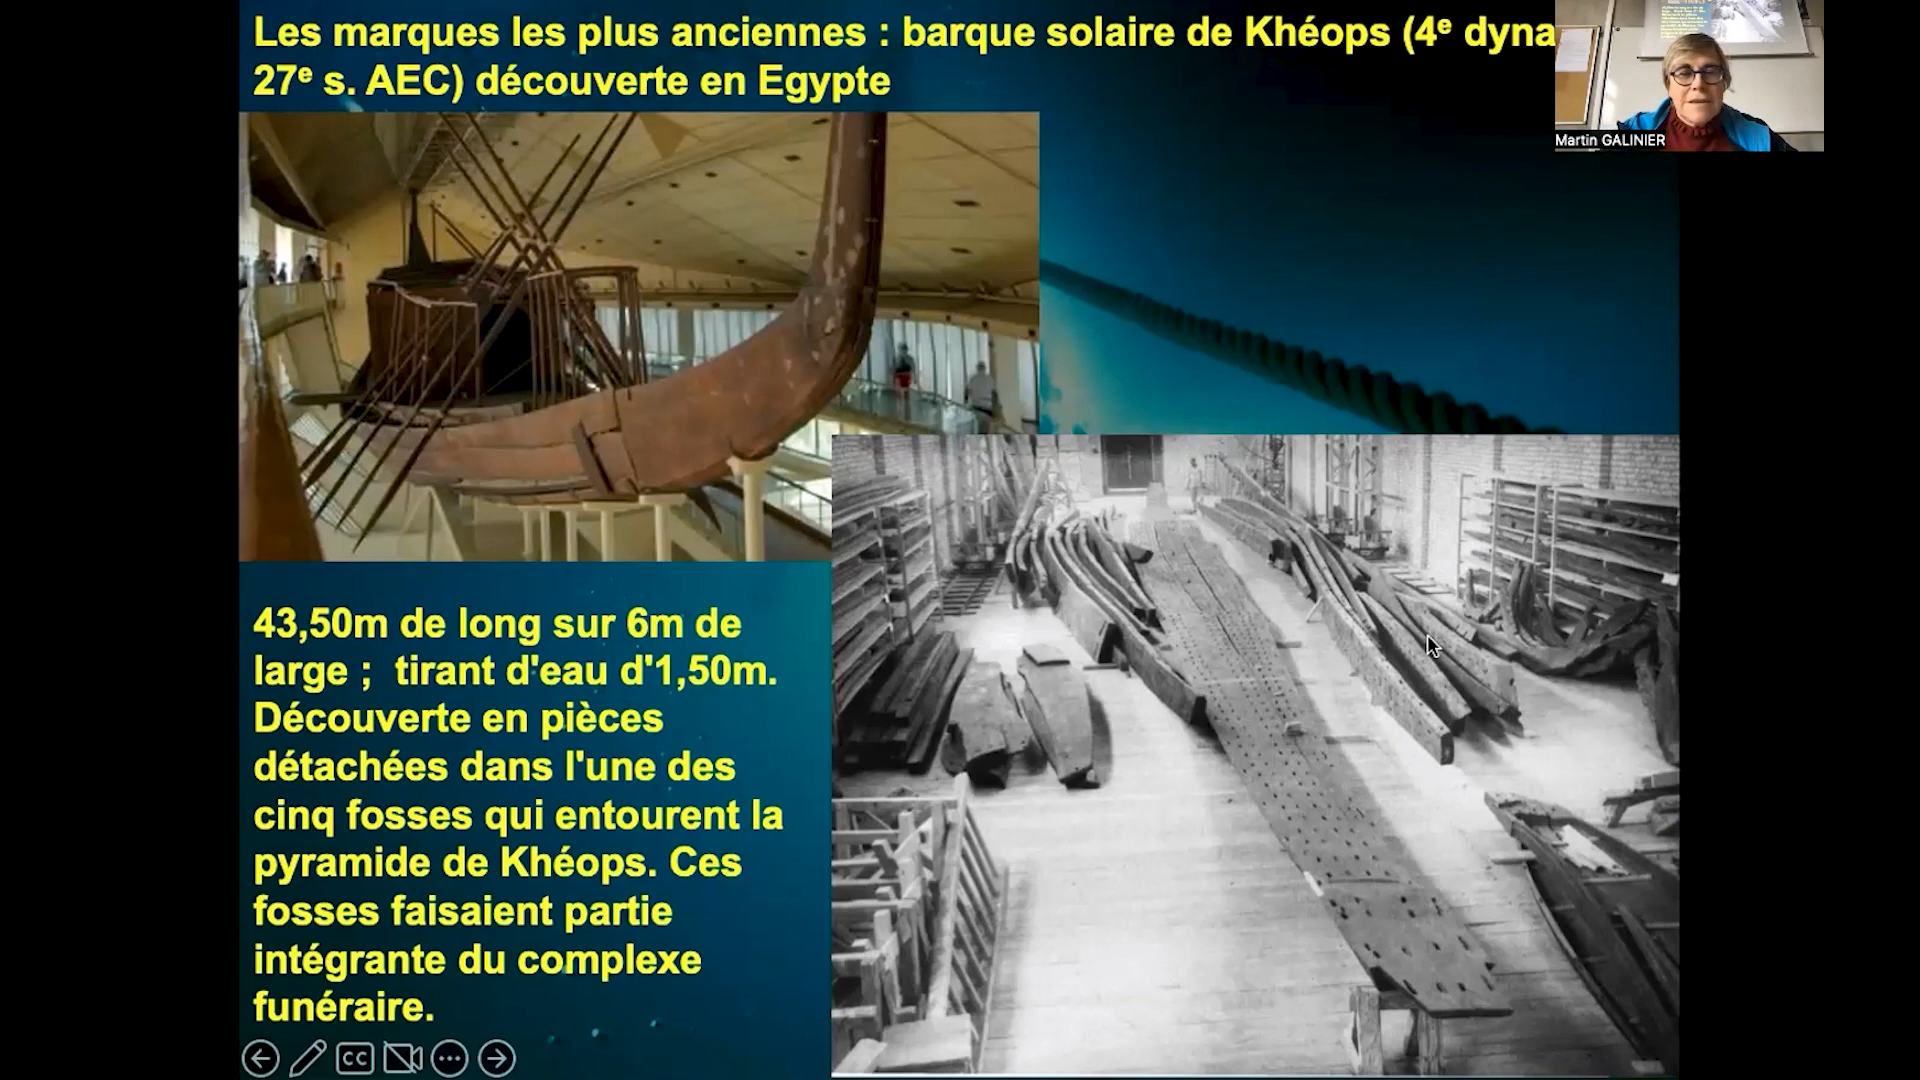 Les marques les plus anciennes : barque solaire de Khéops (4e dyna
27e s. AEC) découverte en Egypte
Martin GALINIER
43,50m de long sur 6m de
large ; tirant d'eau d'1,50m.
Découverte en pièces
détachées dans l'une des
cinq fosses qui entourent la
pyramide de Khéops. Ces
fosses faisaient partie
intégrante du complexe
funéraire.
CC